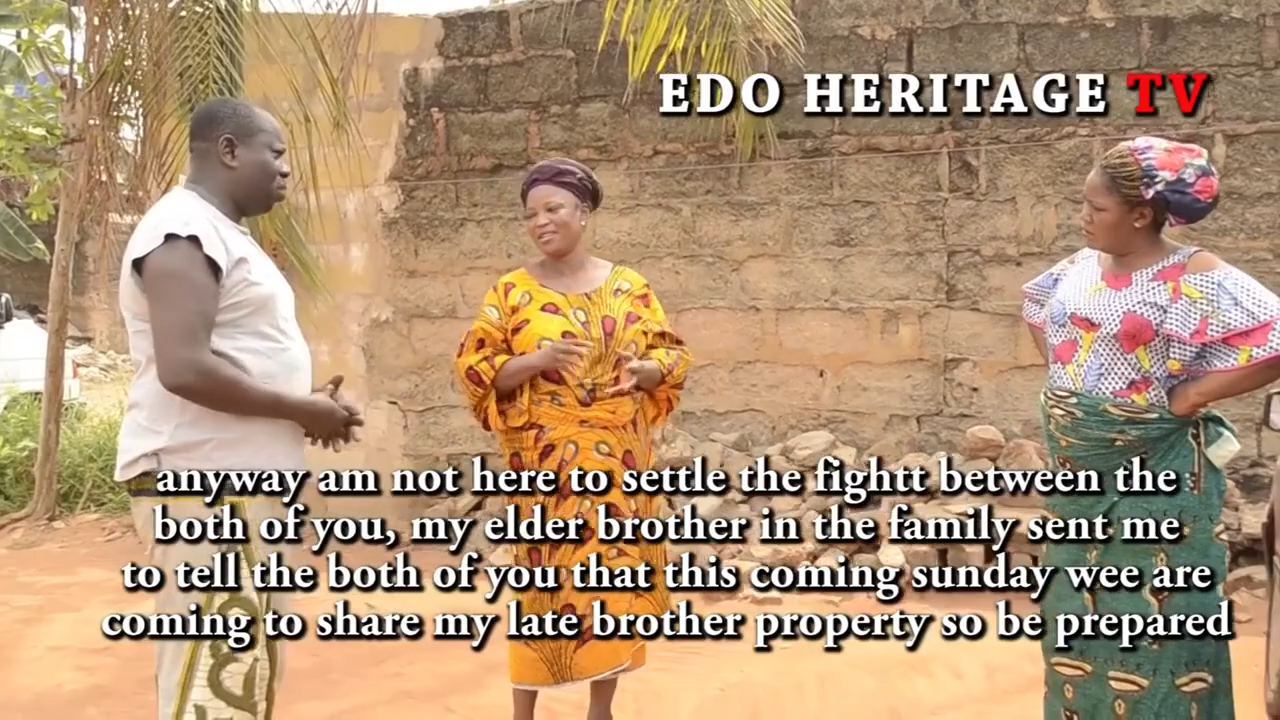 EDO HERITAGE TV
anyway am not here to settle the fightt between the
both of you, my elder brother in the family sent me
to tell the both of you that this coming sunday wee are
coming to share my late brother property so be prepared